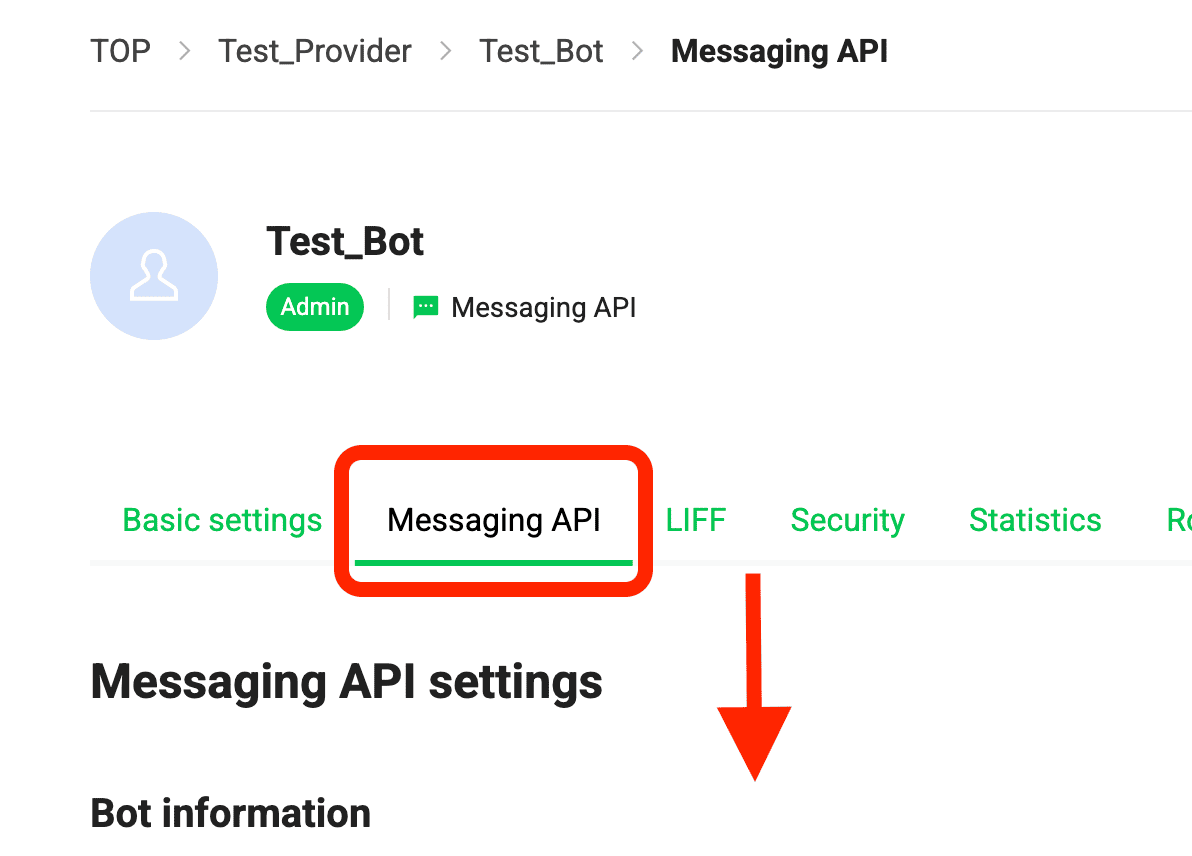 TOP > Test_Provider > Test_Bot > Messaging API
Test_Bot
Admin | Messaging API
Basic settings Messaging API LIFF Security Statistics
Messaging API settings
Bot information